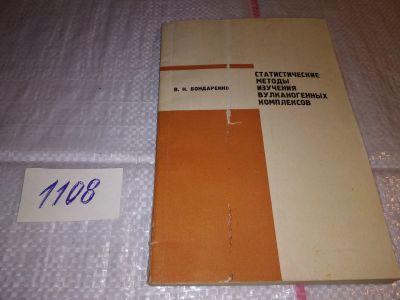 В. Н. БОНДАРЕНКО
СТАТИСТИЧЕСКИЕ
МЕТОДЫ
ИЗУЧЕНИЯ
ВУЛКАНОГЕННЫХ
КОМПЛЕКСОВ
1108